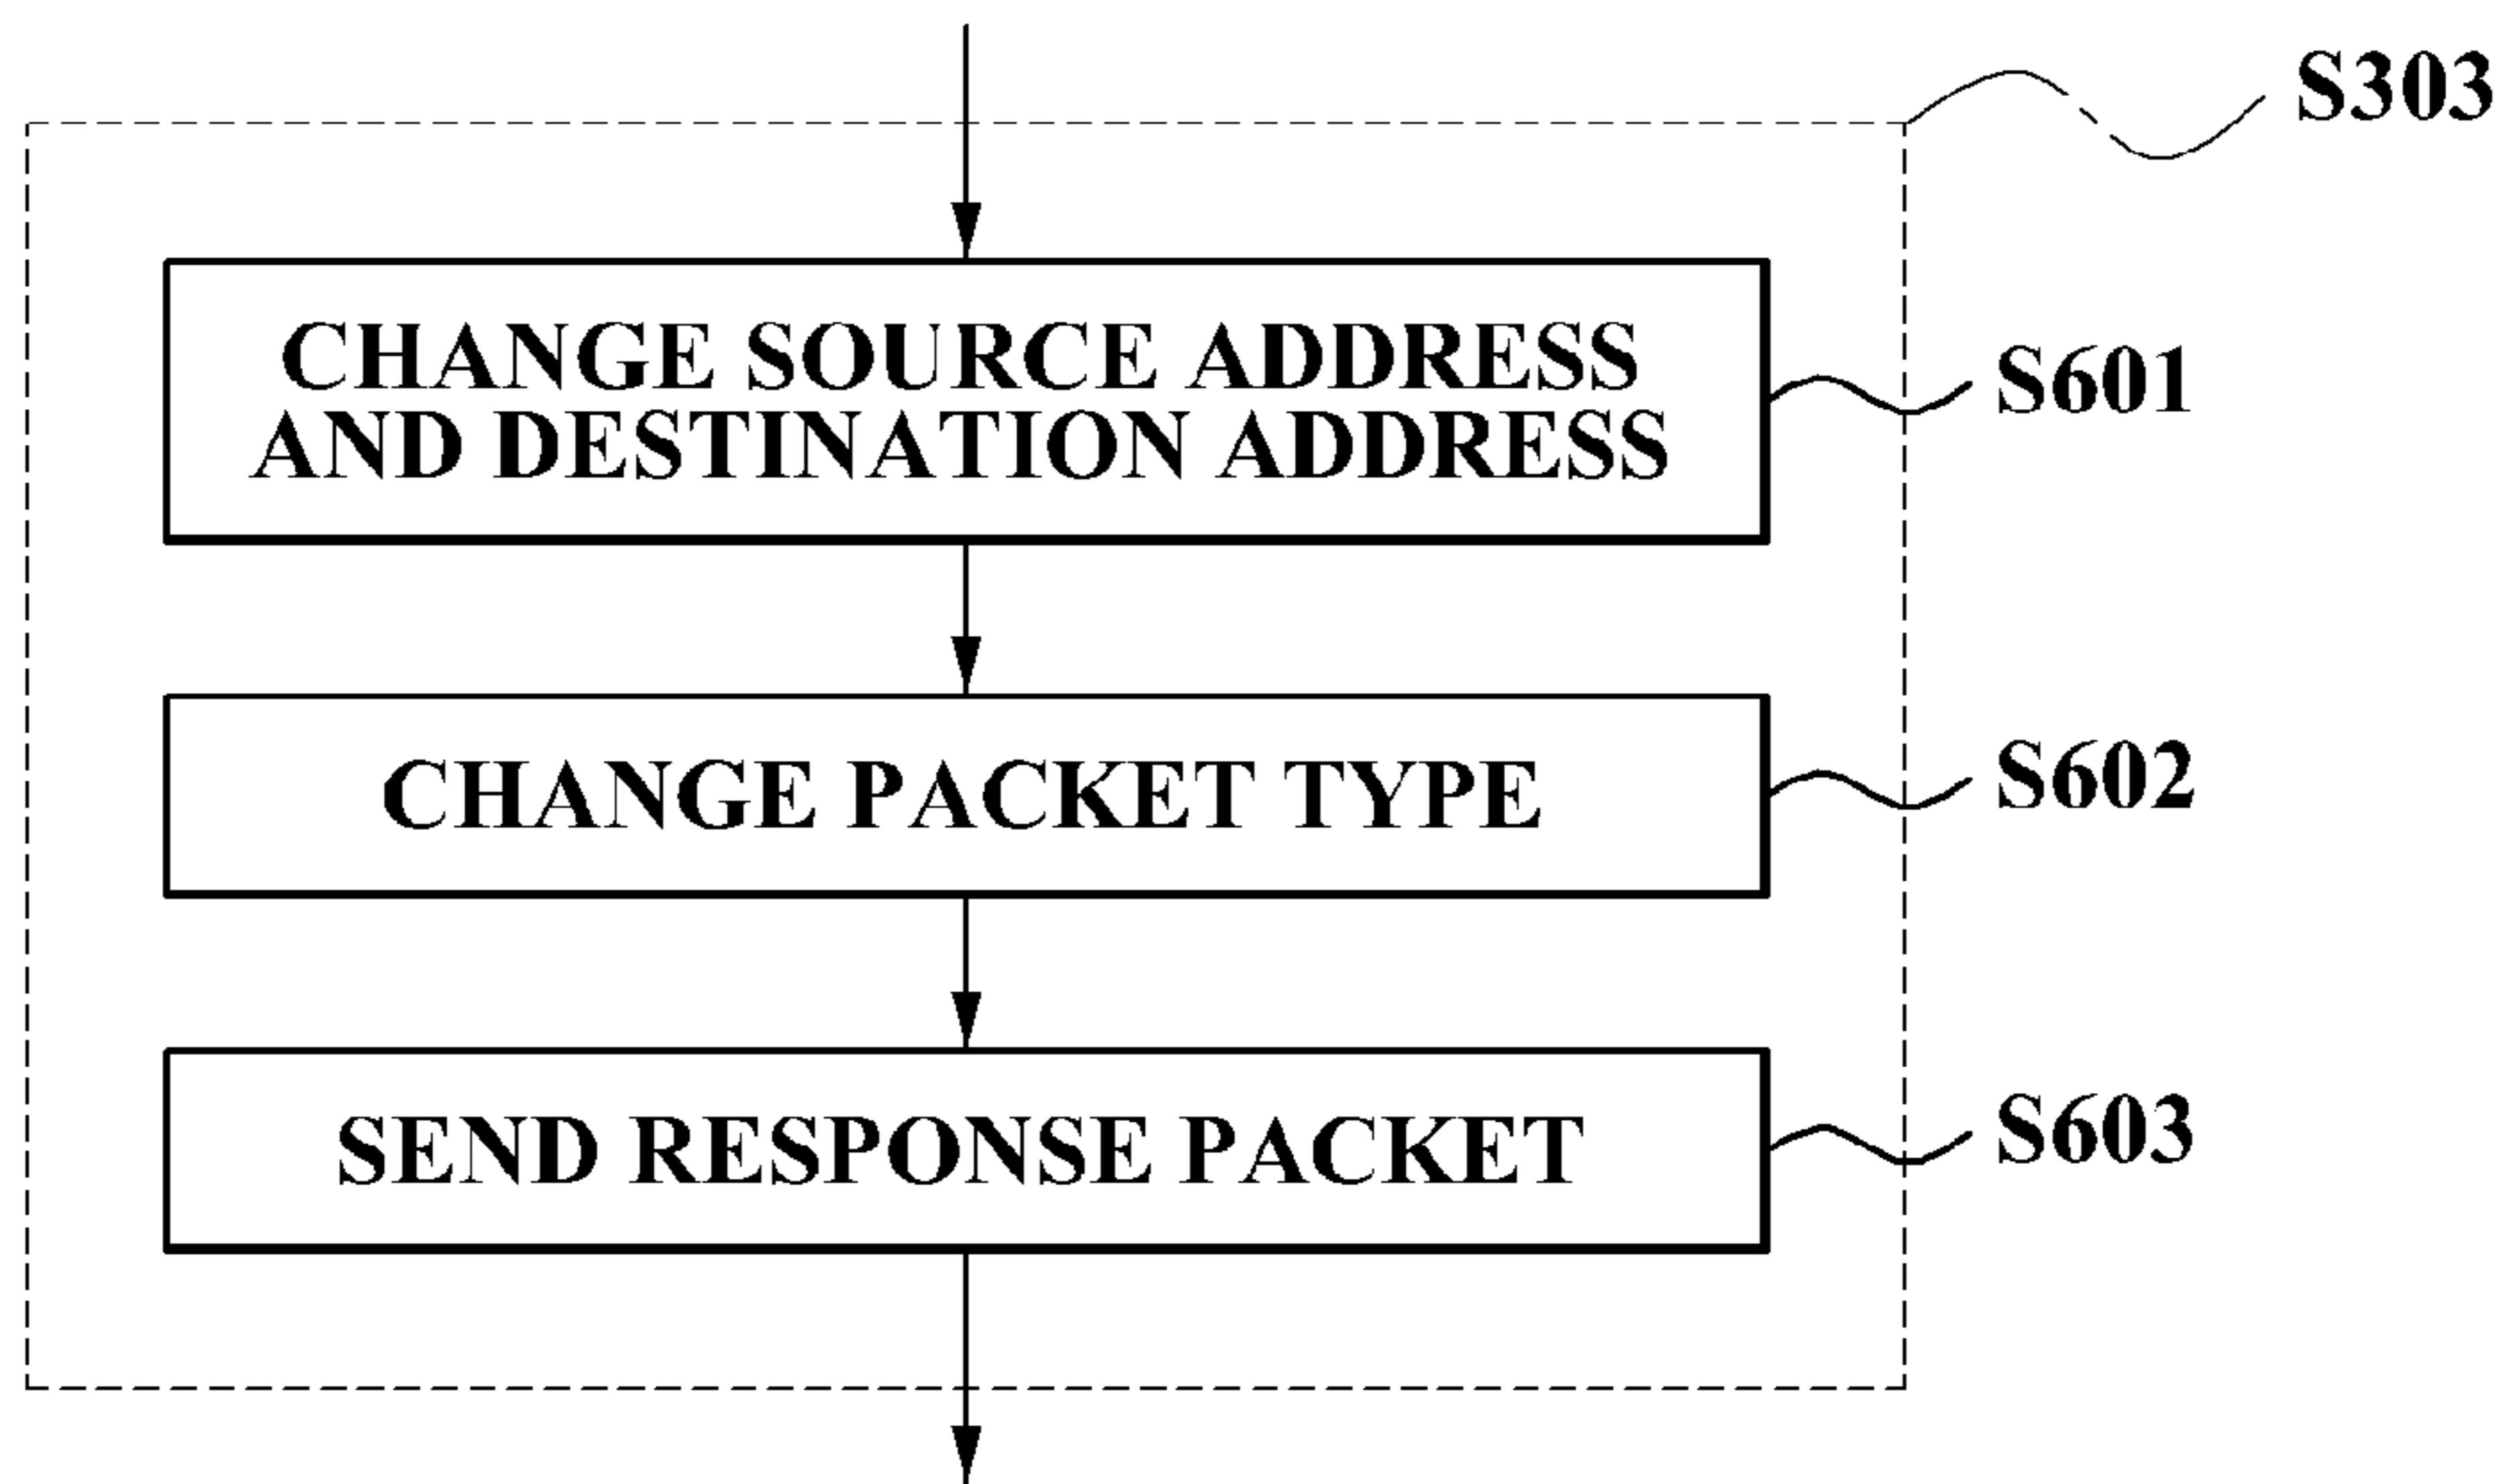 S303
CHANGE SOURCE ADDRESS
AND DESTINATION ADDRESS
S601
CHANGE PACKET TYPE
S602
SEND RESPONSE PACKET
S603